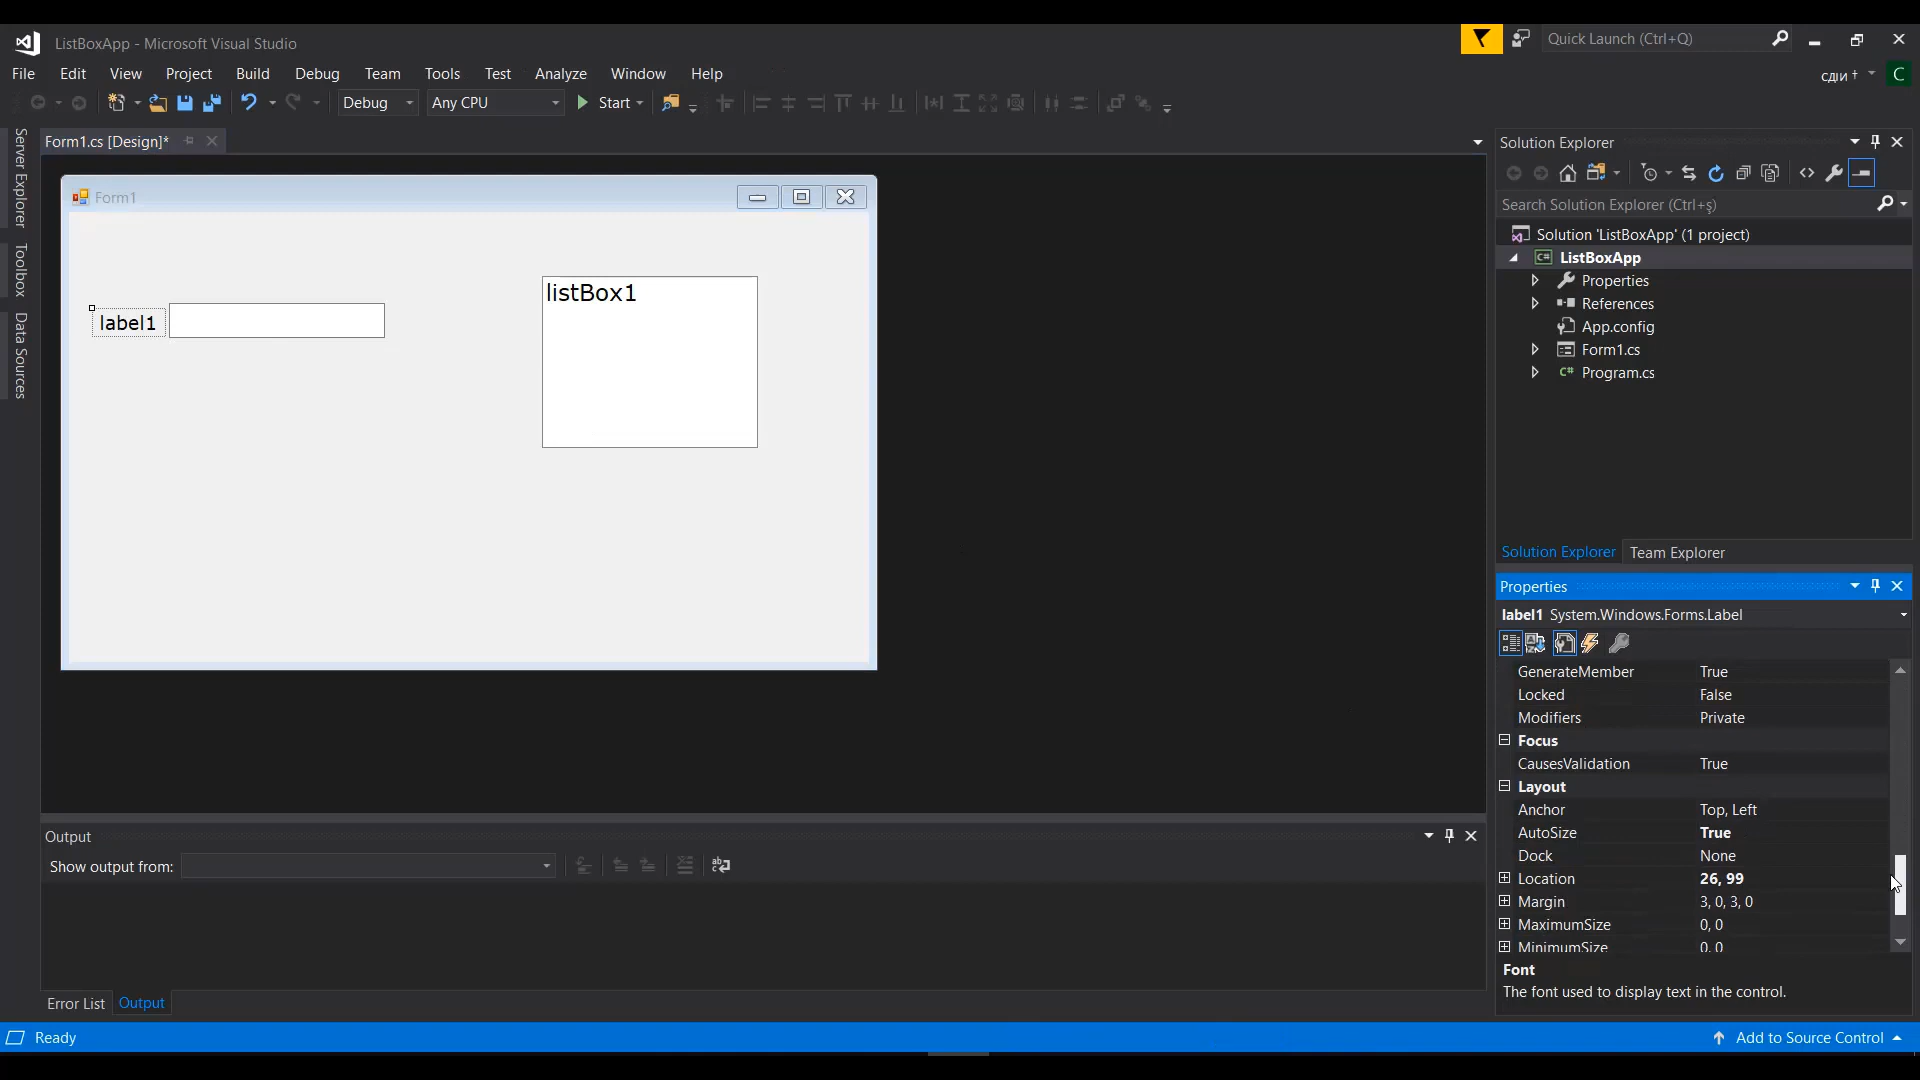 ListBoxApp - Microsoft Visual Studio
Quick Launch (Ctrl+Q)
File Edit View Project Build Debug Team Tools Test Analyze Window Help
C
Debug Any CPU Start
Server Explorer
Toolbox
Data Sources
Form1.cs [Design]*
Form1
label1
listBox1
Solution Explorer
Search Solution Explorer (Ctrl+ş)
Solution 'ListBoxApp' (1 project)
C# ListBoxApp
Properties
References
App.config
Form1.cs
C# Program.cs
Solution Explorer Team Explorer
Properties
label1 System.Windows.Forms.Label
GenerateMember True
Locked False
Modifiers Private
Focus
CausesValidation True
Layout
Anchor Top, Left
AutoSize True
Dock None
Location 26, 99
Margin 3, 0, 3, 0
MaximumSize 0, 0
MinimumSize 0, 0
Font
The font used to display text in the control.
Output
Show output from:
Error List Output
Ready
Add to Source Control